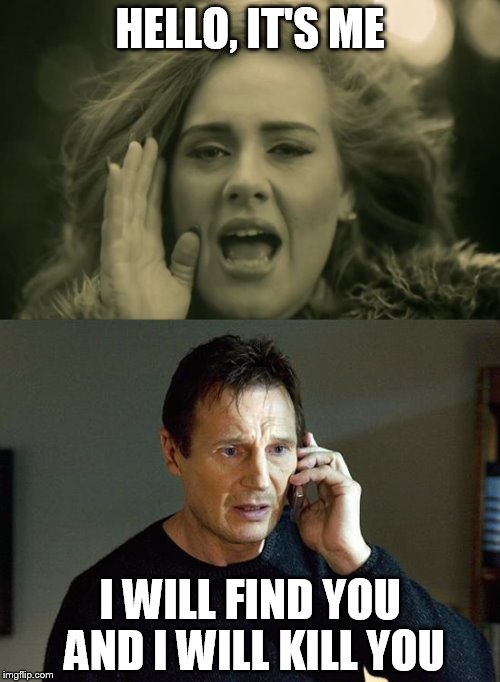 HELLO, IT'S ME
I WILL FIND YOU
AND I WILL KILL YOU
imgflip.com